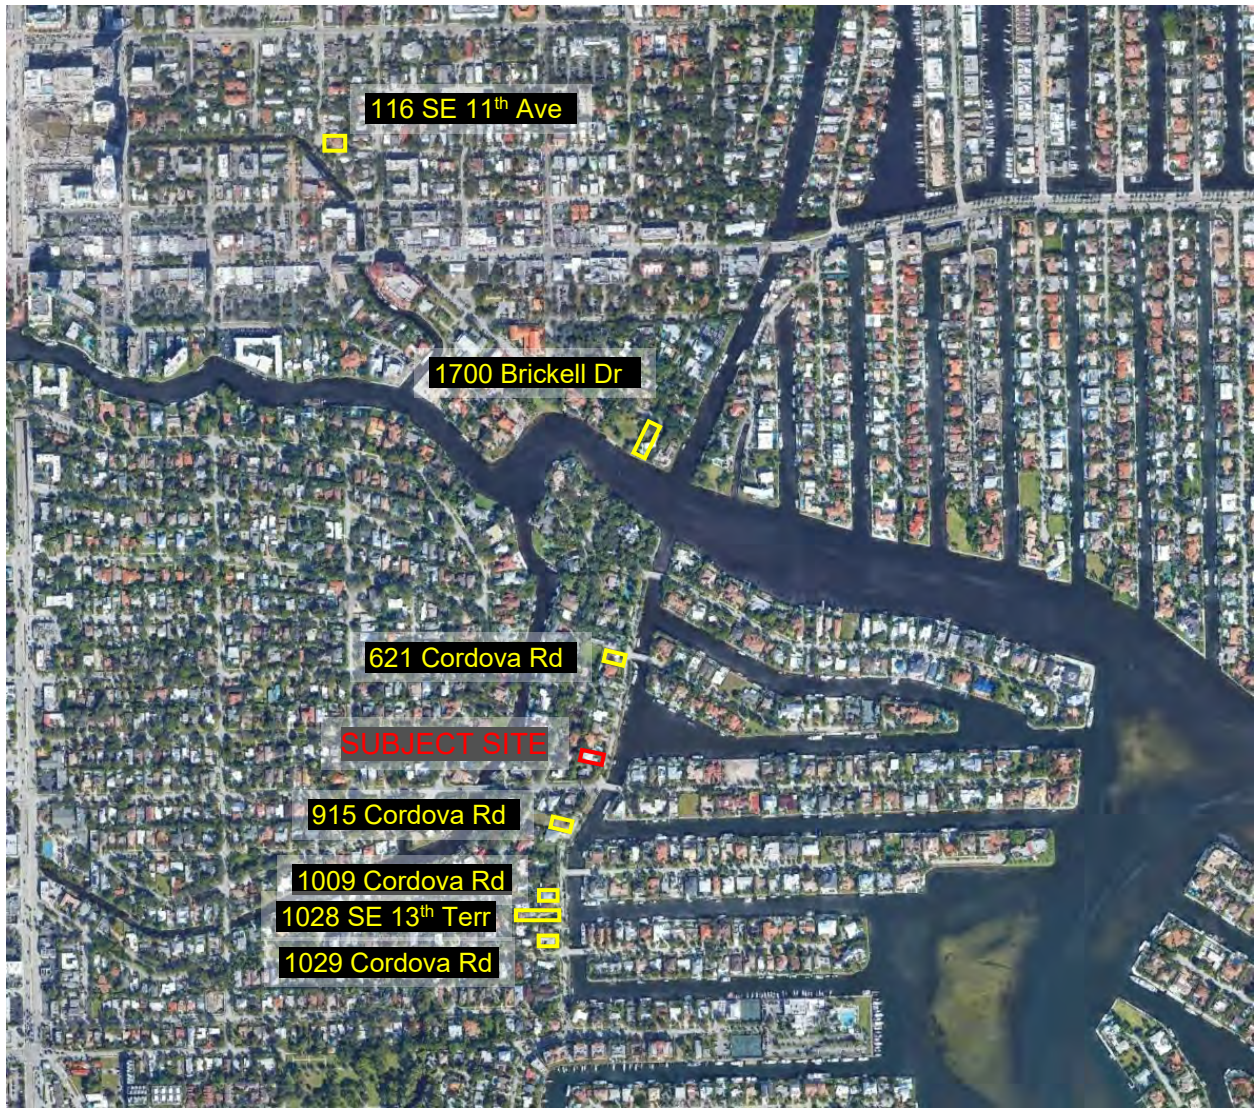 116 SE 11th Ave
1700 Brickell Dr
621 Cordova Rd
SUBJECT SITE
915 Cordova Rd
1009 Cordova Rd
1028 SE 13th Terr
1029 Cordova Rd